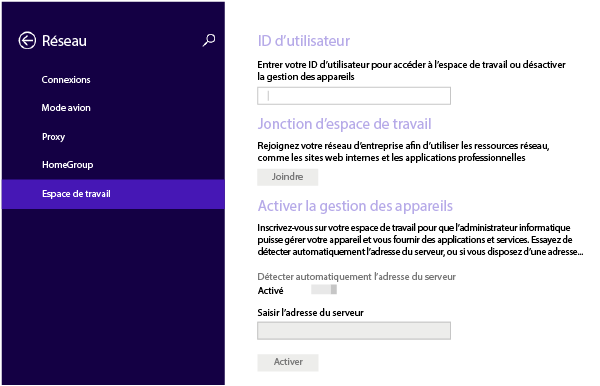 Réseau
Connexions
Mode avion
Proxy
HomeGroup
Espace de travail
ID d'utilisateur
Entrer votre ID d'utilisateur pour accéder à l'espace de travail ou désactiver
la gestion des appareils
Jonction d'espace de travail
Rejoignez votre réseau d'entreprise afin d'utiliser les ressources réseau,
comme les sites web internes et les applications professionnelles
Joindre
Activer la gestion des appareils
Inscrivez-vous sur votre espace de travail pour que l'administrateur informatique
puisse gérer votre appareil et vous fournir des applications et services. Essayez de
détecter automatiquement l'adresse du serveur, ou si vous disposez d'une adresse...
Détecter automatiquement l'adresse du serveur
Activé
Saisir l'adresse du serveur
Activer